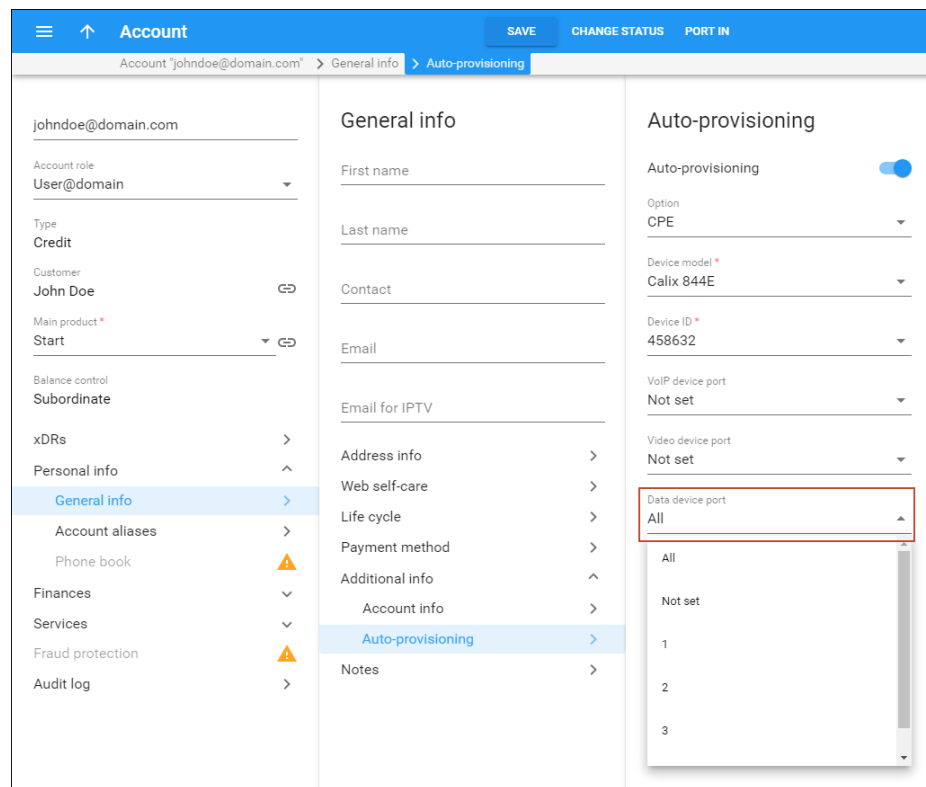 Account
SAVE
CHANGE STATUS
PORT IN
Account "johndoe@domain.com"
General info
Auto-provisioning
johndoe@domain.com
Account role
User@domain
Type
Credit
Customer
John Doe
Main product *
Start
Balance control
Subordinate
xDRs
Personal info
General info
Account aliases
Phone book
Finances
Services
Fraud protection
Audit log
General info
First name
Last name
Contact
Email
Email for IPTV
Address info
Web self-care
Life cycle
Payment method
Additional info
Account info
Auto-provisioning
Notes
Auto-provisioning
Auto-provisioning
Option
CPE
Device model *
Calix 844E
Device ID *
458632
VoIP device port
Not set
Video device port
Not set
Data device port
All
All
Not set
1
2
3